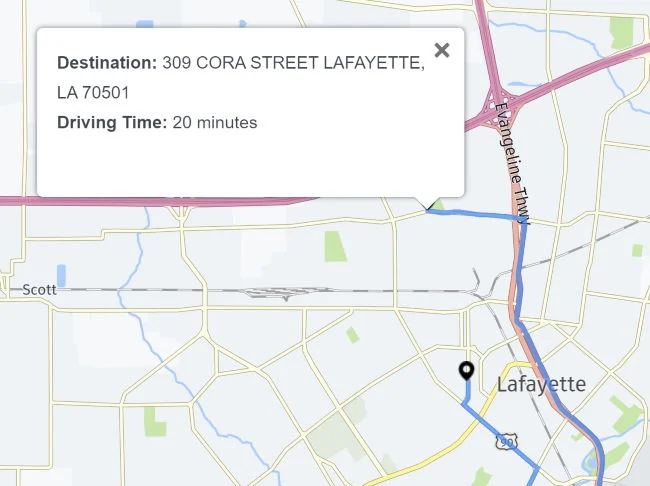 Destination: 309 CORA STREET LAFAYETTE,
LA 70501
Driving Time: 20 minutes
Evangeline Thwy
Scott
Lafayette
90